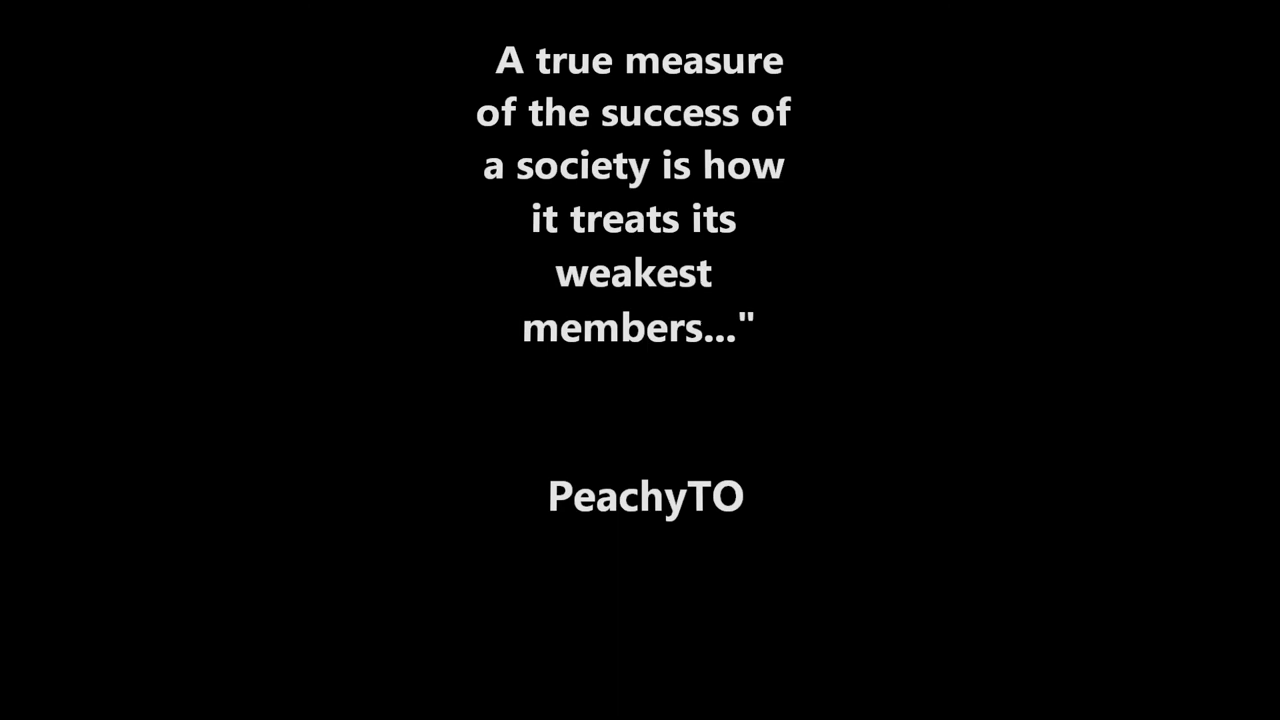 A true measure
of the success of
a society is how
it treats its
weakest
members..."
PeachyTO